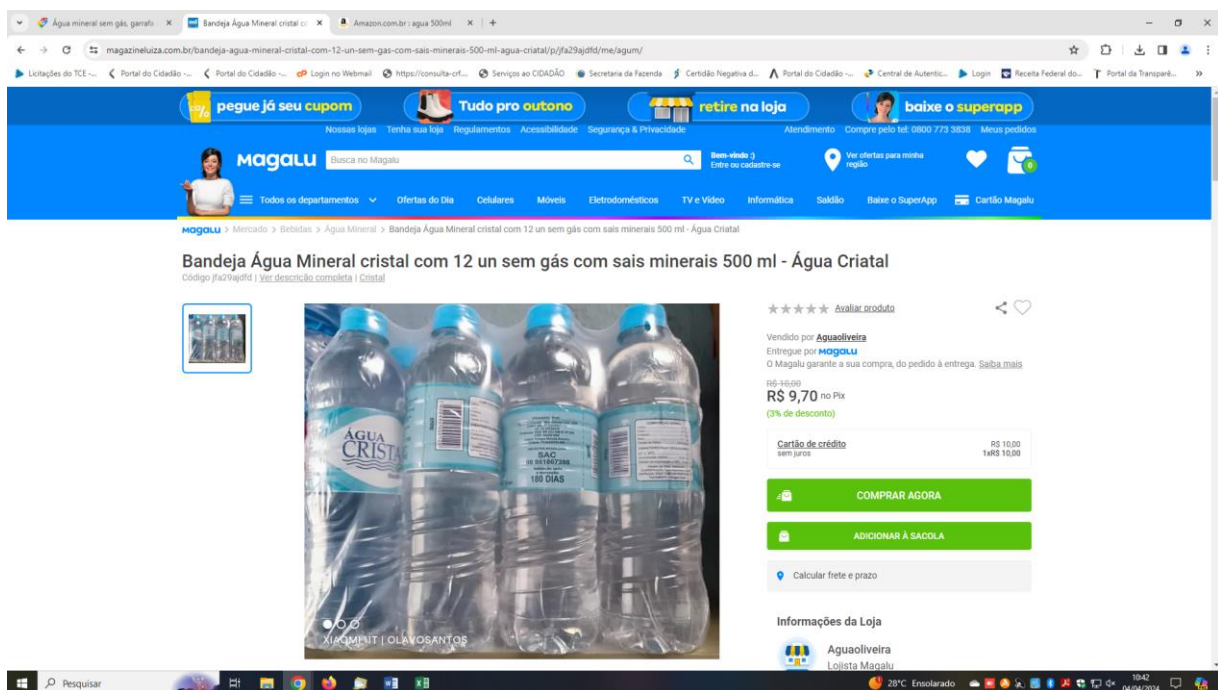 Água mineral sem gás, garrafa
Bandeja Água Mineral cristal co
Amazon.com.br : agua 500ml
magazineluiza.com.br/bandeja-agua-mineral-cristal-com-12-un-sem-gas-com-sais-minerais-500-ml-agua-criatal/p/jfa29ajdfd/me/agum/
Licitações do TCE -...
Portal do Cidadão -...
Portal do Cidadão -...
Login no Webmail
https://consulta-crf...
Serviços ao CIDADÃO
Secretaria da Fazenda
Certidão Negativa d...
Portal do Cidadão -...
Central de Autentic...
Login
Receita Federal do...
Portal da Transparê...
pegue já seu cupom
Tudo pro outono
retire na loja
baixe o superapp
Nossas lojas Tenha sua loja Regulamentos Acessibilidade Segurança & Privacidade
Atendimento Compre pelo tel: 0800 773 3838 Meus pedidos
Magalu
Busca no Magalu
Bem-vindo :)
Entre ou cadastre-se
Ver ofertas para minha
região
0
Todos os departamentos Ofertas do Dia Celulares Móveis Eletrodomésticos TV e Vídeo Informática Saldão Baixe o SuperApp Cartão Magalu
Magalu > Mercado > Bebidas > Água Mineral > Bandeja Água Mineral cristal com 12 un sem gás com sais minerais 500 ml - Água Criatal
Bandeja Água Mineral cristal com 12 un sem gás com sais minerais 500 ml - Água Criatal
Código jfa29ajdfd | Ver descrição completa | Cristal
ÁGUA
CRISTAL
SAC
180 DIAS
XIAOMI UT | OLAVOSANTOS
Avaliar produto
Vendido por Aguaoliveira
Entregue por Magalu
O Magalu garante a sua compra, do pedido à entrega. Saiba mais
R$ 10,00
R$ 9,70 no Pix
(3% de desconto)
Cartão de crédito R$ 10,00
sem juros 1xR$ 10,00
COMPRAR AGORA
ADICIONAR À SACOLA
Calcular frete e prazo
Informações da Loja
Aguaoliveira
Lojista Magalu
Pesquisar
28°C Ensolarado
10:42
04/04/2024